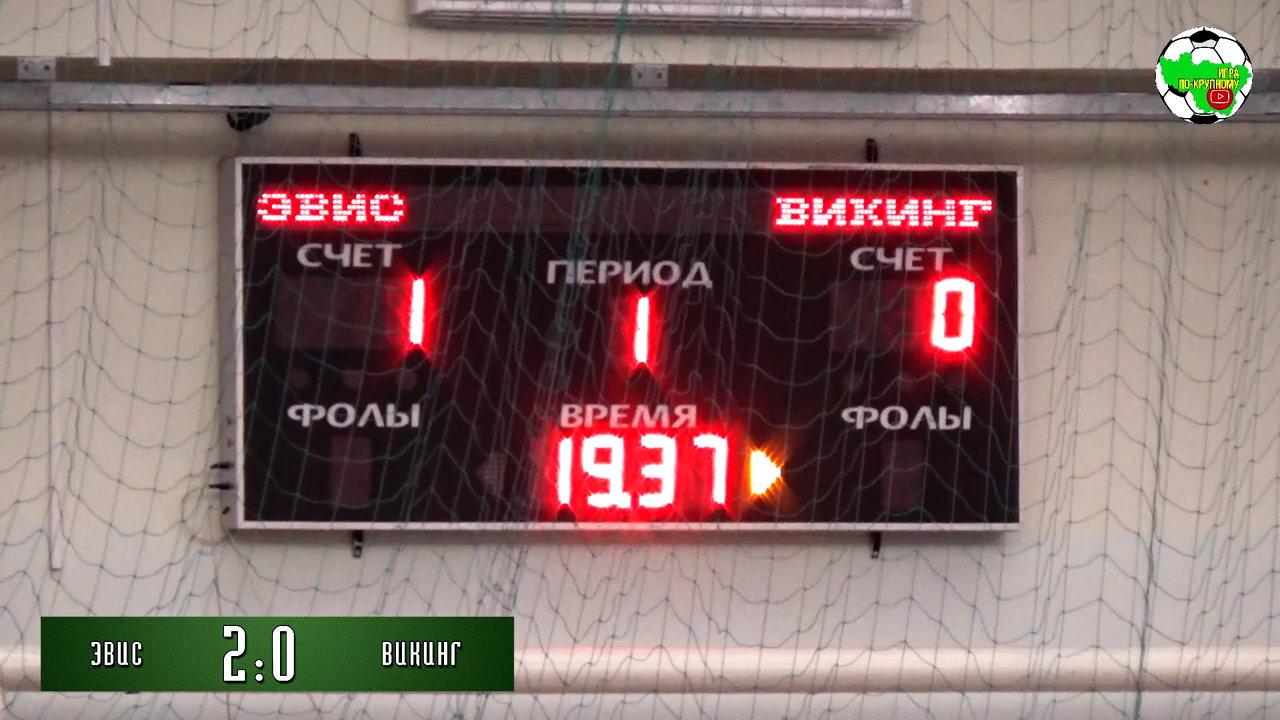 ИГРА
ПО-КРУПНОМУ
ЭВИС ВИКИНГ
СЧЕТ ПЕРИОД СЧЕТ
1 1 0
ФОЛЫ ВРЕМЯ ФОЛЫ
19:37
ЭВИС 2:0 ВИКИНГ